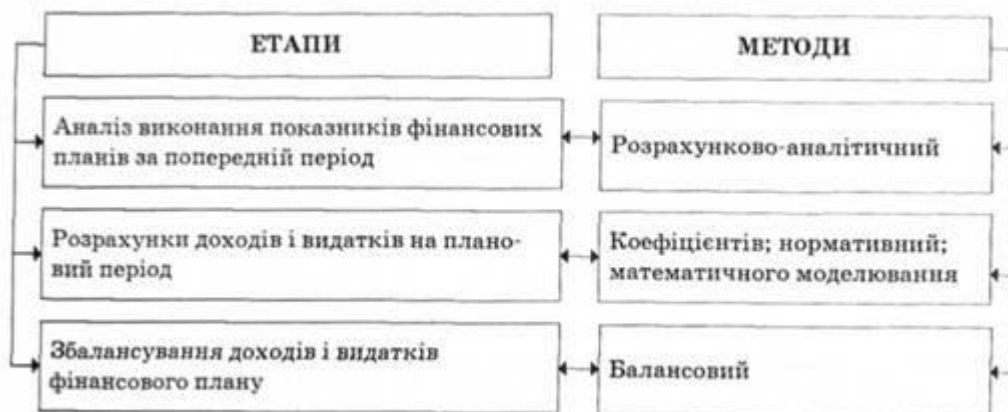 ЕТАПИ
МЕТОДИ
Аналіз виконання показників фінансових
планів за попередній період
Розрахунково-аналітичний
Розрахунки доходів і видатків на плано-
вий період
Коефіцієнтів; нормативний;
математичного моделювання
Збалансування доходів і видатків
фінансового плану
Балансовий